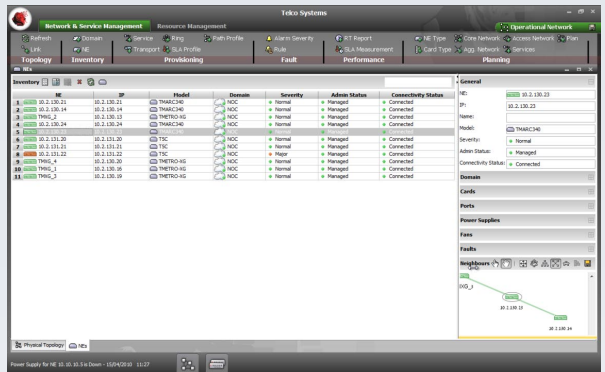 Telco Systems
Network & Service Management Resource Management Operational Network
Refresh Domain Service Ring Path Profile Alarm Severity RT Report NE Type Core Network Access Network Plan
Link NE Transport SLA Profile Rule SLA Measurement Card Type Agg. Network Services
Topology Inventory Provisioning Fault Performance Planning
NEs
Inventory
NE IP Model Domain Severity Admin Status Connectivity Status
1 10.2.130.21 10.2.130.21 TMARC340 NOC Normal Managed Connected
2 10.2.130.14 10.2.130.14 TMARC340 NOC Normal Managed Connected
3 TMXG_2 10.2.130.13 TMETRO-XG NOC Normal Managed Connected
4 10.2.130.24 10.2.130.24 TMARC340 NOC Normal Managed Connected
5
6 10.2.131.20 10.2.131.20 T5C NOC Normal Managed Connected
7 10.2.131.21 10.2.131.21 T5C NOC Normal Managed Connected
8 10.2.131.22 10.2.131.22 T5C NOC Major Managed Connected
9 TMXG_4 10.2.130.20 TMETRO-XG NOC Normal Managed Connected
10 TMXG_1 10.2.130.16 TMETRO-XG NOC Normal Managed Connected
11 TMXG_3 10.2.130.19 TMETRO-XG NOC Normal Managed Connected
General
NE: 10.2.130.23
IP: 10.2.130.23
Name:
Model: TMARC340
Severity: Normal
Admin Status: Managed
Connectivity Status: Connected
Domain
Cards
Ports
Power Supplies
Fans
Faults
Neighbours
10.2.130.14
Physical Topology NEs
Power Supply for NE 10.10.10.5 is Down - 15/04/2010 11:27